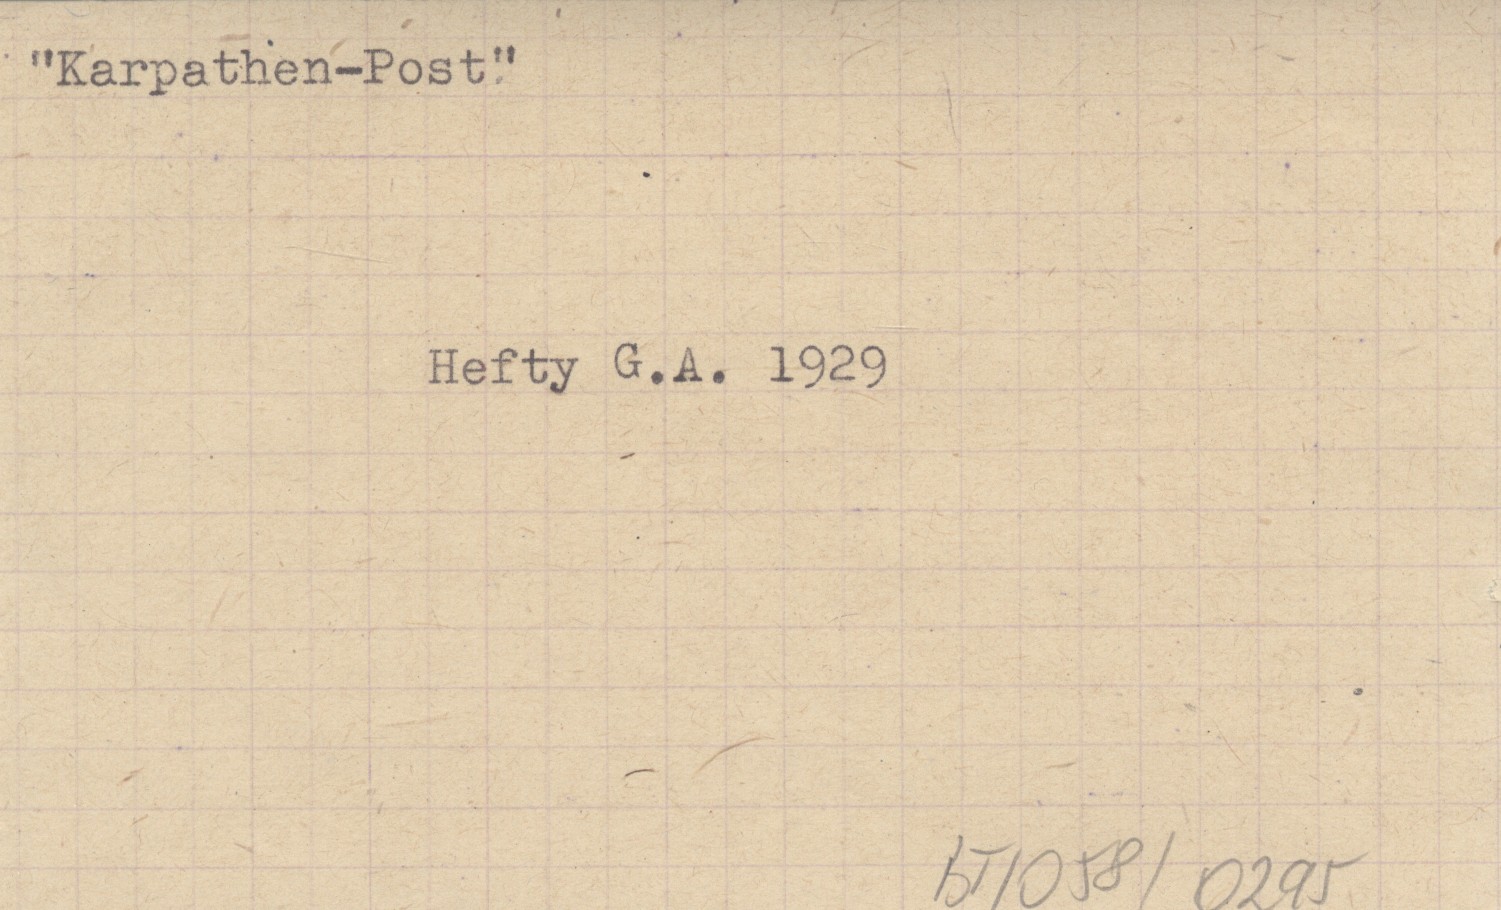 "Karpathen-Post"
Hefty G.A. 1929
bT/058/0295